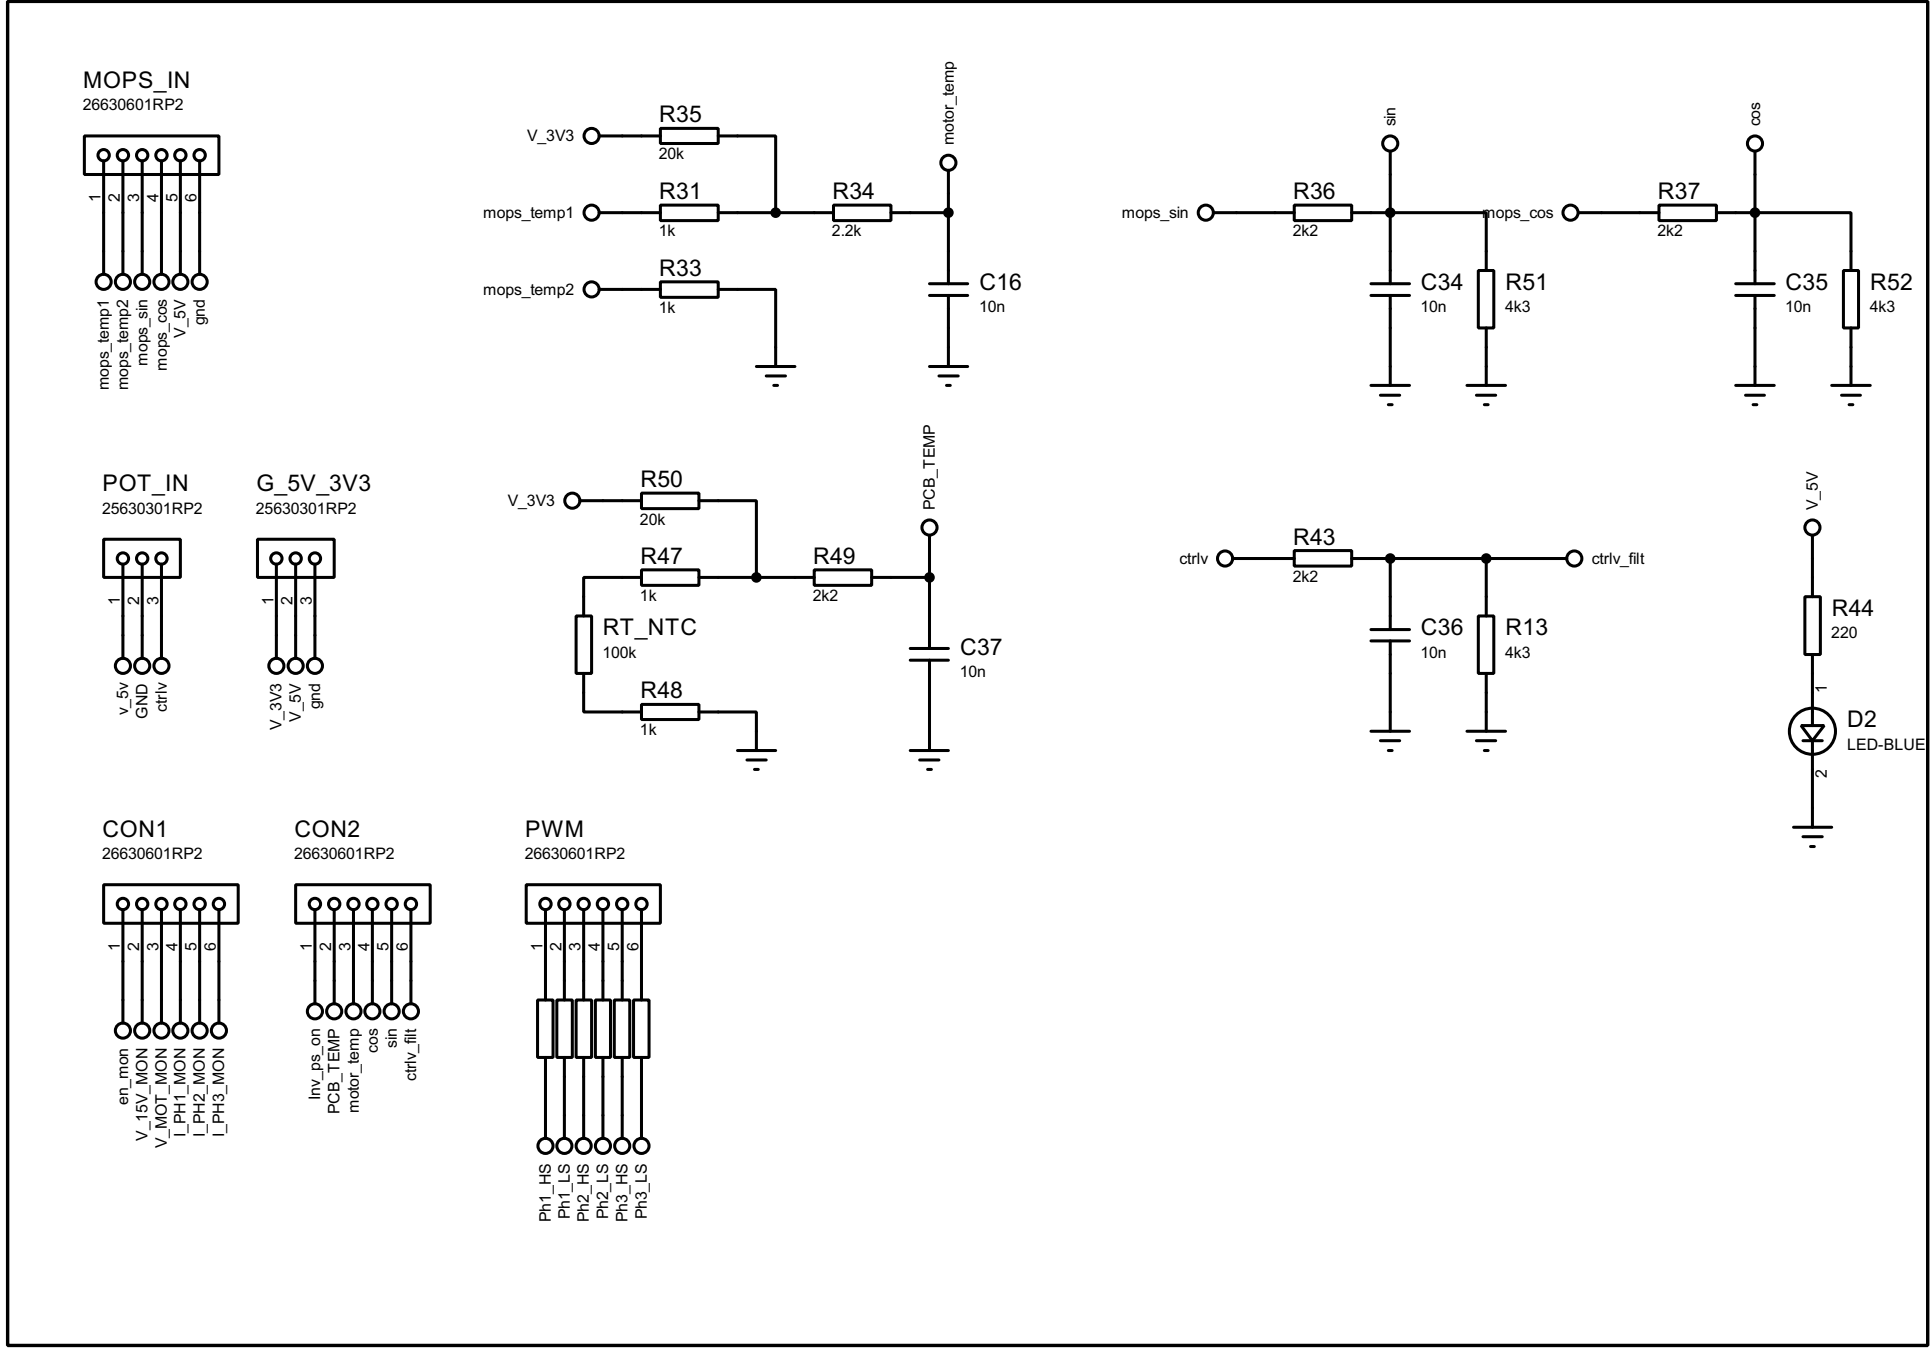 MOPS_IN
26630601RP2
1
2
3
4
5
6
mops_temp1
mops_temp2
mops_sin
mops_cos
V_5V
gnd
V_3V3
R35
20k
mops_temp1
R31
1k
R34
2.2k
motor_temp
mops_temp2
R33
1k
C16
10n
sin
mops_sin
R36
2k2
C34
10n
R51
4k3
cos
mops_cos
R37
2k2
C35
10n
R52
4k3
POT_IN
25630301RP2
1
2
3
v_5v
GND
ctrlv
G_5V_3V3
25630301RP2
1
2
3
V_3V3
V_5V
gnd
V_3V3
R50
20k
R47
1k
R49
2k2
PCB_TEMP
RT_NTC
100k
R48
1k
C37
10n
ctrlv
R43
2k2
ctrlv_filt
C36
10n
R13
4k3
V_5V
R44
220
1
D2
LED-BLUE
2
CON1
26630601RP2
1
2
3
4
5
6
en_mon
V_15V_MON
V_MOT_MON
I_PH1_MON
I_PH2_MON
I_PH3_MON
CON2
26630601RP2
1
2
3
4
5
6
Inv_ps_on
PCB_TEMP
motor_temp
cos
sin
ctrlv_filt
PWM
26630601RP2
1
2
3
4
5
6
Ph1_HS
Ph1_LS
Ph2_HS
Ph2_LS
Ph3_HS
Ph3_LS